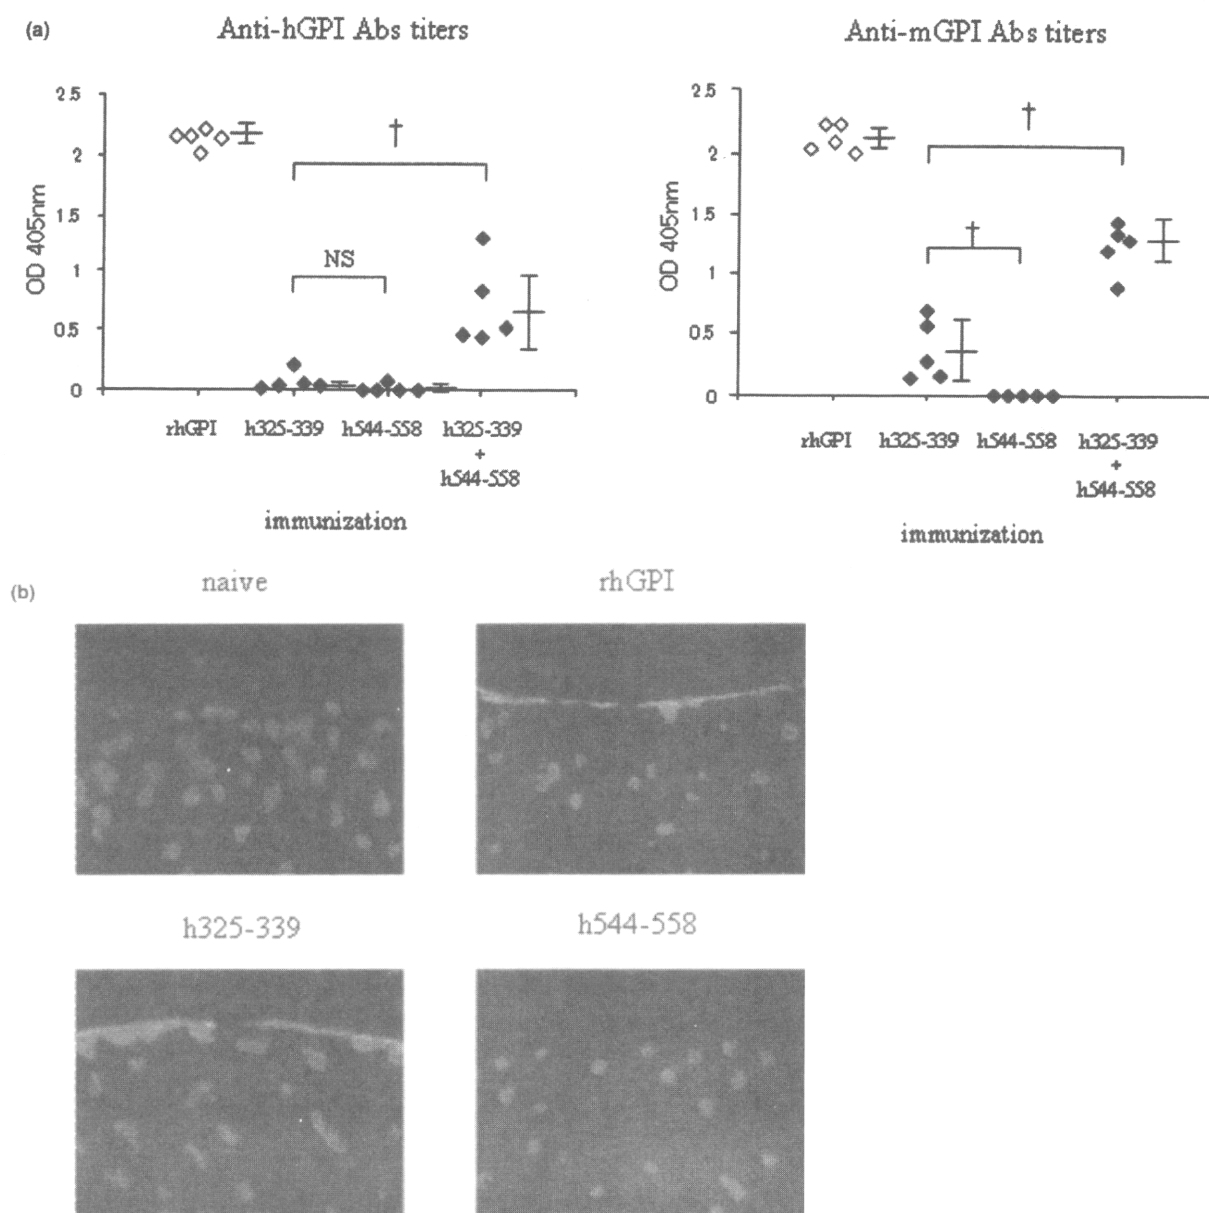 (a)
Anti-hGPI Abs titers
OD 405nm
2.5
2
1.5
1
0.5
0
†
NS
rhGPI
h325-339
h544-558
h325-339
+
h544-558
immunization
Anti-mGPI Abs titers
OD 405nm
2.5
2
1.5
1
0.5
0
†
†
rhGPI
h325-339
h544-558
h325-339
+
h544-558
immunization
(b)
naive
rhGPI
h325-339
h544-558